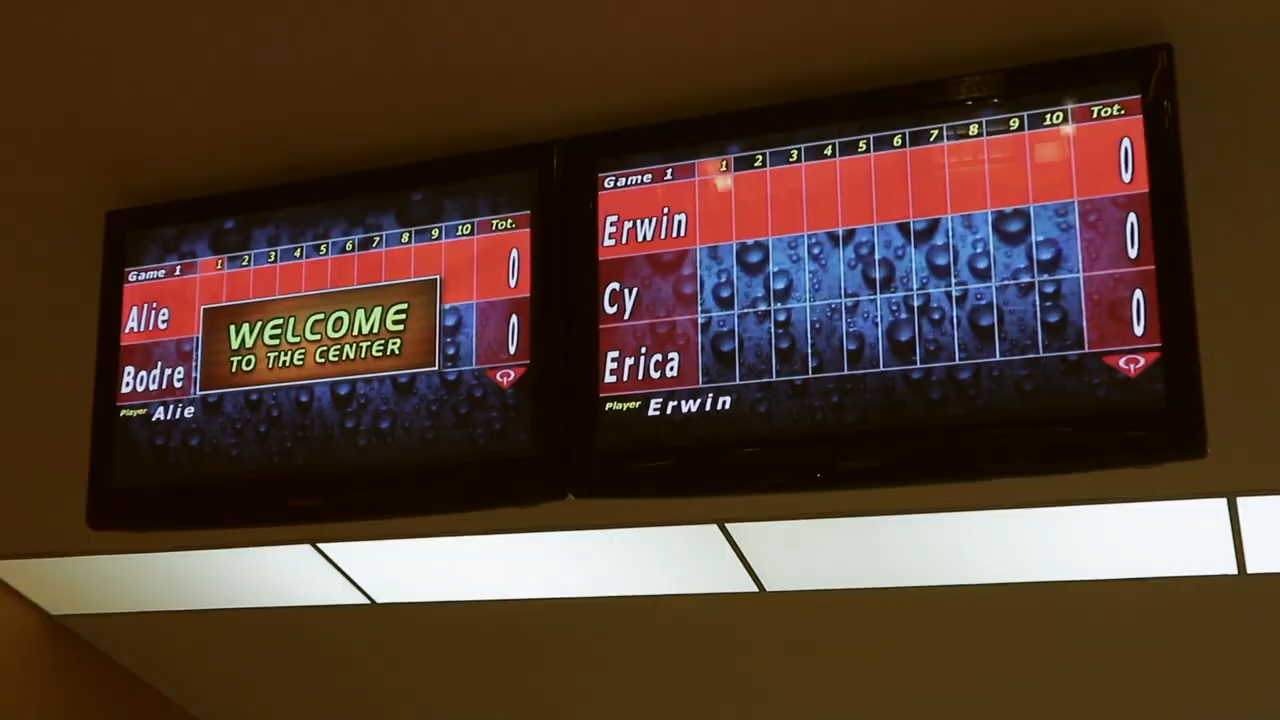 Game 1 1 2 3 4 5 6 7 8 9 10 Tot.
Alie 0
Bodre 0
WELCOME
TO THE CENTER
Player Alie
Game 1 1 2 3 4 5 6 7 8 9 10 Tot.
Erwin 0
Cy 0
Erica 0
Player Erwin